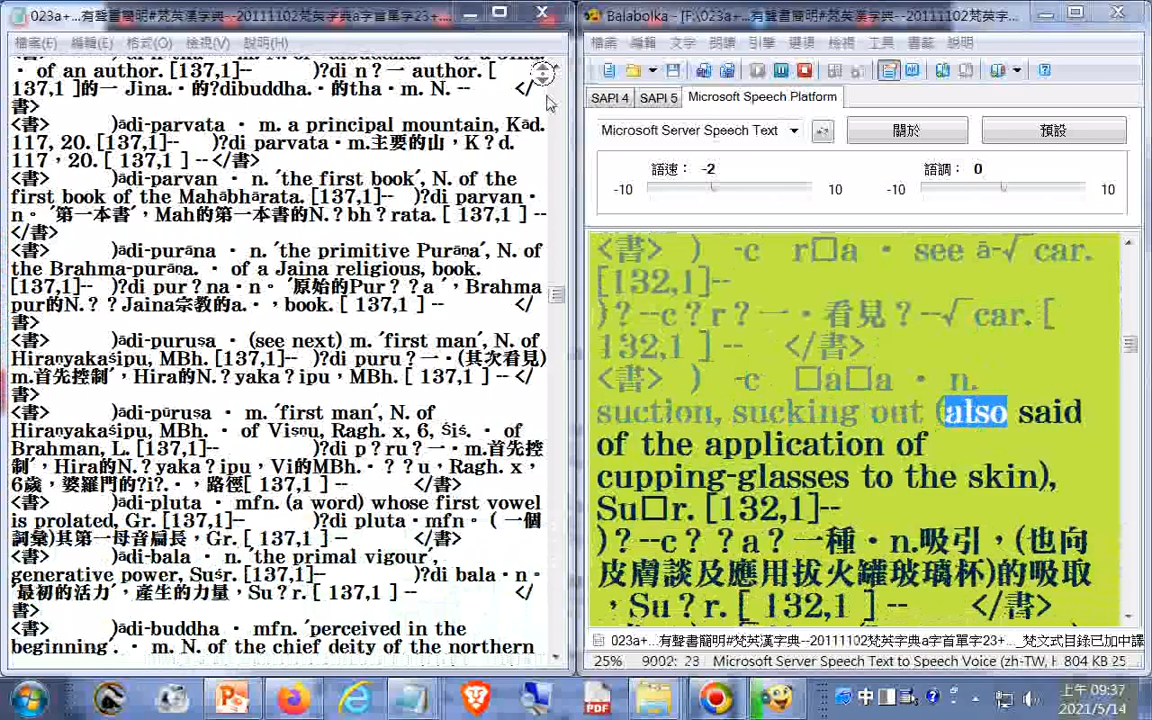 ...有聲書簡明#梵英漢字典--20111102梵英字典a字首單字23+...
檔案(F) 編輯(E) 格式(O) 檢視(V) 說明(H)
• of an author. [137,1]-- )?di n?一 author. [
137,1 ]的一 Jina.‧的?dibuddha.‧的tha‧m. N. -- </
書>
<書> )ādi-parvata • m. a principal mountain, Kād.
117, 20. [137,1]-- )?di parvata‧m.主要的山，K?d.
117，20. [ 137,1 ] --</書>
<書> )ādi-parvan • n. 'the first book', N. of the
first book of the Mahābhārata. [137,1]-- )?di parvan‧
n。'第一本書'，Mah的第一本書的N.?bh?rata. [ 137,1 ] --
</書>
<書> )ādi-purāṇa • n. 'the primitive Purāṇa', N. of
the Brahma-purāṇa. • of a Jaina religious, book.
[137,1]-- )?di pur?na‧n。'原始的Pur??a '，Brahma
pur的N.??Jaina宗教的a.‧，book. [ 137,1 ] </
書>
<書> )ādi-puruṣa • (see next) m. 'first man', N. of
Hiraṇyakaśipu, MBh. [137,1]-- )?di puru?一‧(其次看見)
m.首先控制'，Hira的N.?yaka?ipu，MBh. [ 137,1 ] -- </
書>
<書> )ādi-pūruṣa • m. 'first man', N. of
Hiraṇyakaśipu, MBh. • of Viṣṇu, Ragh. x, 6, Śiś. • of
Brahman, L. [137,1]-- )?di p?ru?一‧m.首先控
制'，Hira的N.?yaka?ipu，Vi的MBh.‧??u，Ragh. x，
6歲，婆羅門的?i?.‧，路徑[ 137,1 ] </書>
<書> )ādi-pluta • mfn. (a word) whose first vowel
is prolated, Gr. [137,1]-- )?di pluta‧mfn。( 一個
詞彙)其第一母音扁長，Gr. [ 137,1 ] -- </書>
<書> )ādi-bala • n. 'the primal vigour',
generative power, Suśr. [137,1]-- )?di bala‧n‧
'最初的活力'，產生的力量，Su?r. [ 137,1 ] -- </
書>
<書> )ādi-buddha • mfn. 'perceived in the
beginning'. • m. N. of the chief deity of the northern
Balabolka - [F:\023a+...有聲書簡明#梵英漢字典--20111102梵英字...
檔案 編輯 文字 朗讀 引擎 選項 檢視 工具 書籤 說明
SAPI 4 SAPI 5 Microsoft Speech Platform
Microsoft Server Speech Text 關於 預設
語速： -2 語調： 0
-10 10 -10 10
<書> ) -c r□a • see ā-√ car.
[132,1]--
)?--c?r?一‧看見?--√ car. [
132,1 ] -- </書>
<書> ) -c □a□a • n.
suction, sucking out (also said
of the application of
cupping-glasses to the skin),
Su□r. [132,1]--
)?--c??a?一種‧n.吸引，(也向
皮膚談及應用拔火罐玻璃杯)的吸取
，Su?r. [ 132,1 ] -- </書>
023a+...有聲書簡明#梵英漢字典--20111102梵英字典a字首單字23+..._梵文式目錄已加中譯
25% 9002: 23 Microsoft Server Speech Text to Speech Voice (zh-TW, H 804 KB 25
中
上午 09:37
2021/5/14